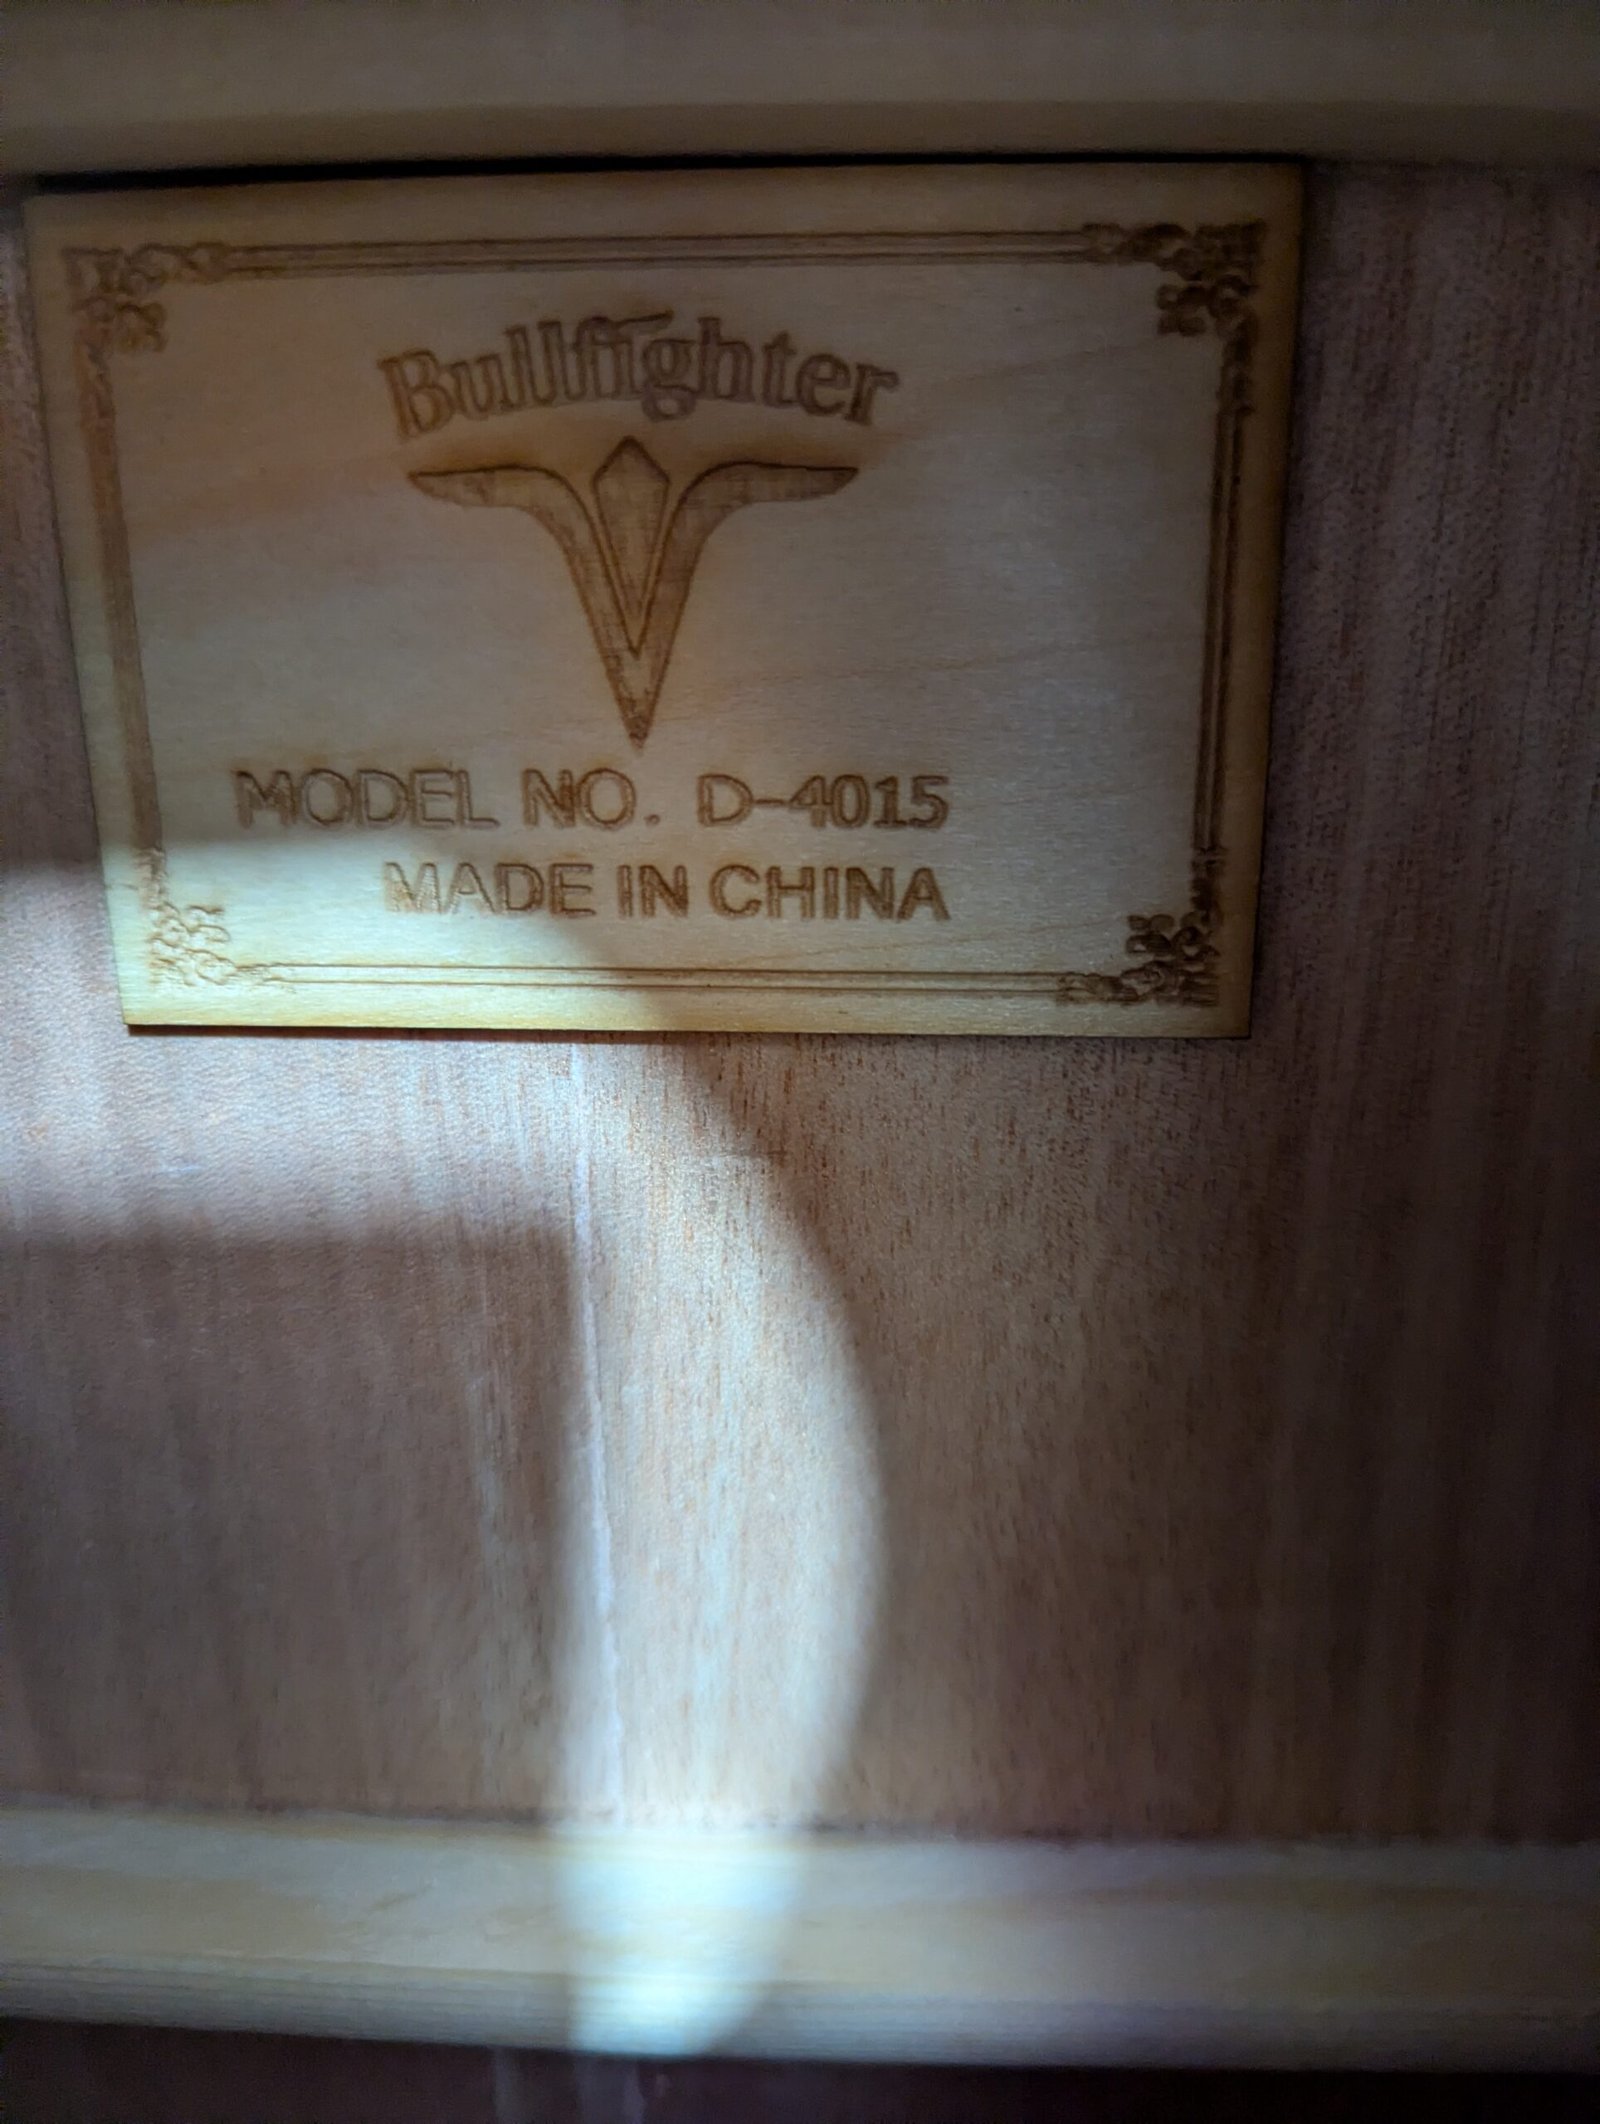 Bullfighter
MODEL NO. D-4015
MADE IN CHINA